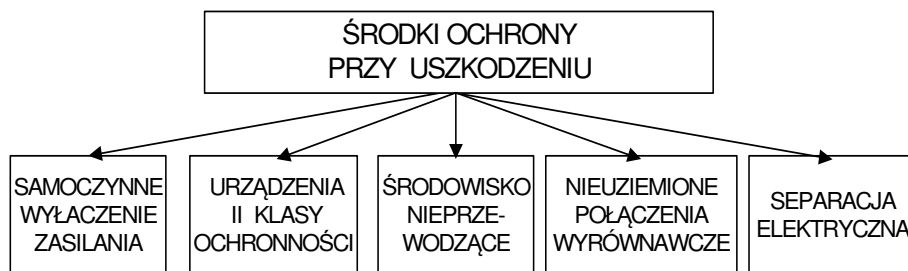 ŚRODKI OCHRONY
PRZY USZKODZENIU
SAMOCZYNNE
WYŁACZENIE
ZASILANIA
URZĄDZENIA
II KLASY
OCHRONNOŚCI
ŚRODOWISKO
NIEPRZE-
WODZĄCE
NIEUZIEMIONE
POŁĄCZENIA
WYRÓWNAWCZE
SEPARACJA
ELEKTRYCZNA